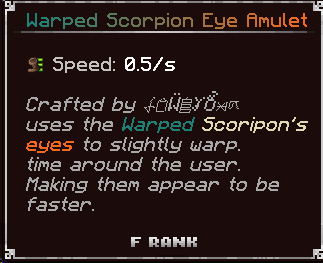 Warped Scorpion Eye Amulet
Speed: 0.5/s
Crafted by
uses the Warped Scoripon's
eyes to slightly warp.
time around the user.
Making them appear to be
faster.
F RANK